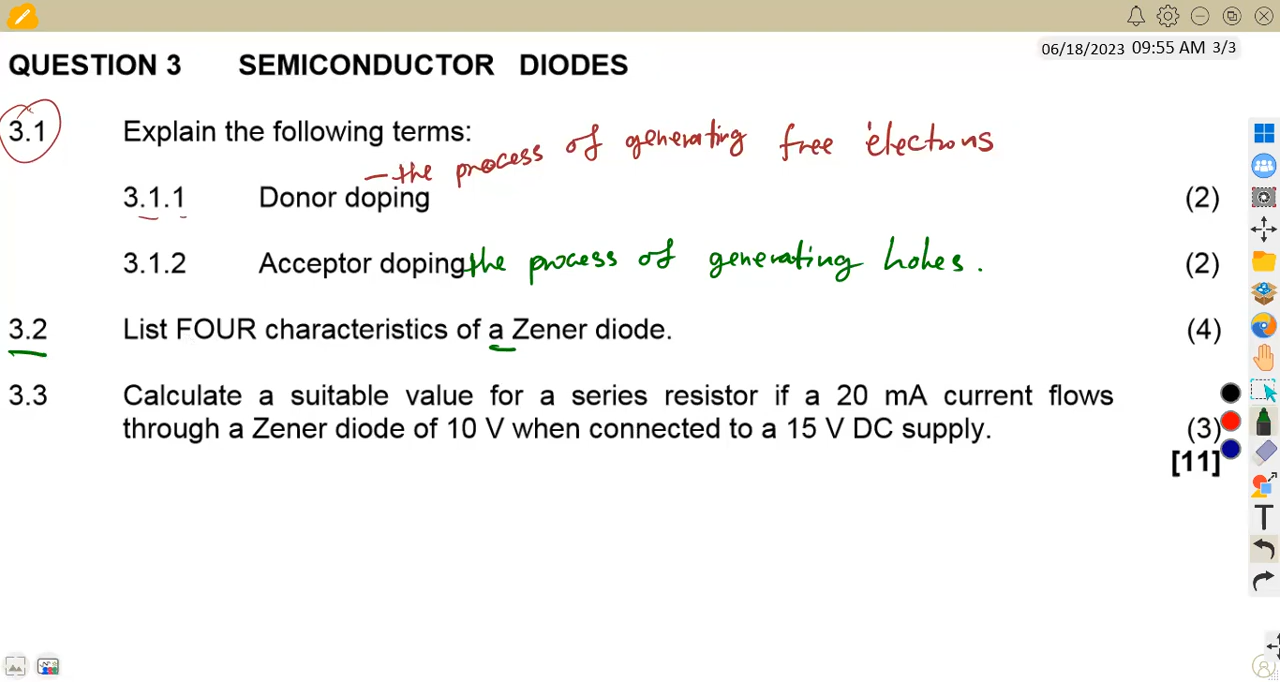 06/18/2023 09:55 AM 3/3
QUESTION 3 SEMICONDUCTOR DIODES
3.1 Explain the following terms:
– the process of generating free electrons
3.1.1 Donor doping (2)
3.1.2 Acceptor doping the process of generating holes. (2)
3.2 List FOUR characteristics of a Zener diode. (4)
3.3 Calculate a suitable value for a series resistor if a 20 mA current flows
through a Zener diode of 10 V when connected to a 15 V DC supply. (3)
[11]
T